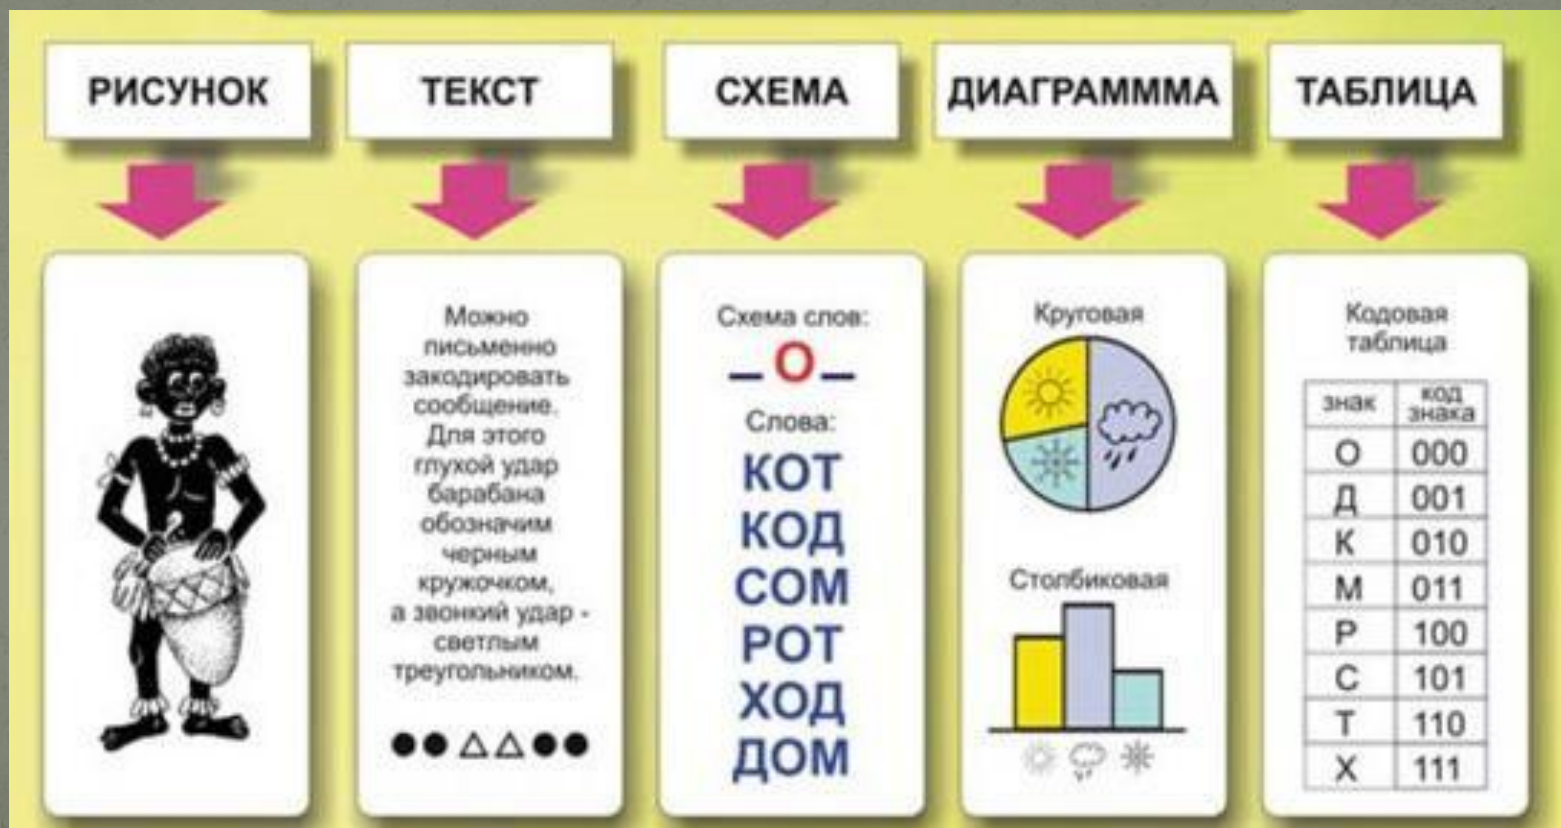 РИСУНОК
ТЕКСТ
СХЕМА
ДИАГРАМММА
ТАБЛИЦА
Можно
письменно
закодировать
сообщение.
Для этого
глухой удар
барабана
обозначим
черным
кружочком,
а звонкий удар -
светлым
треугольником.
Схема слов:
_ О _
Слова:
КОТ
КОД
СОМ
РОТ
ХОД
ДОМ
Круговая
Столбиковая
Кодовая
таблица
знак код знака
О 000
Д 001
К 010
М 011
Р 100
С 101
Т 110
Х 111